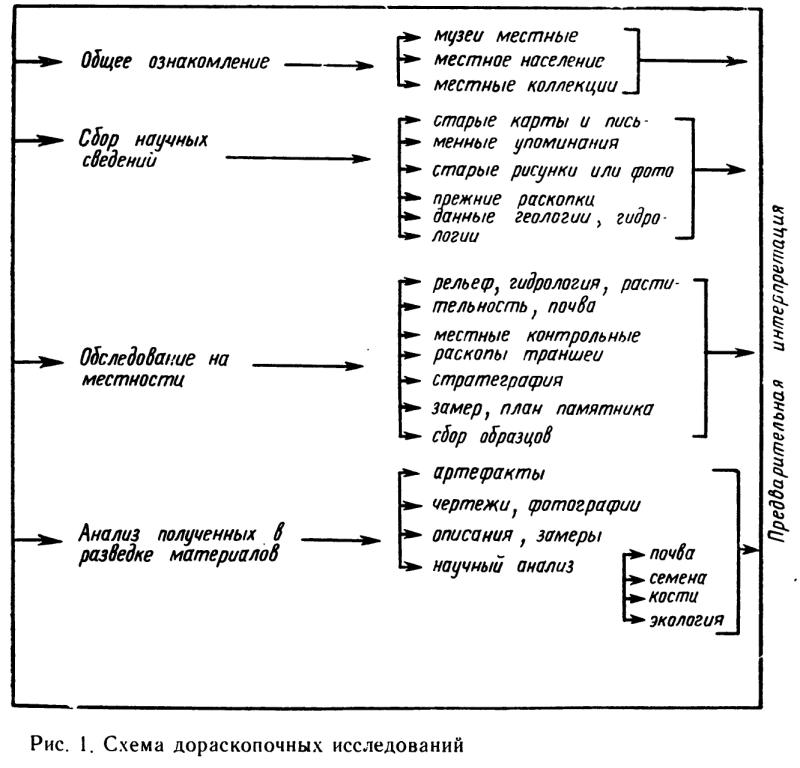 Общее ознакомление
музеи местные
местное население
местные коллекции
Сбор научных
сведений
старые карты и пись-
менные упоминания
старые рисунки или фото
прежние раскопки
данные геологии, гидро-
логии
Обследование на
местности
рельеф, гидрология, расти-
тельность, почва
местные контрольные
раскопы траншеи
стратеграфия
замер, план памятника
сбор образцов
Анализ полученных в
разведке материалов
артефакты
чертежи, фотографии
описания, замеры
научный анализ
почва
семена
кости
экология
Предварительная интерпретация
Рис. 1. Схема дораскопочных исследований